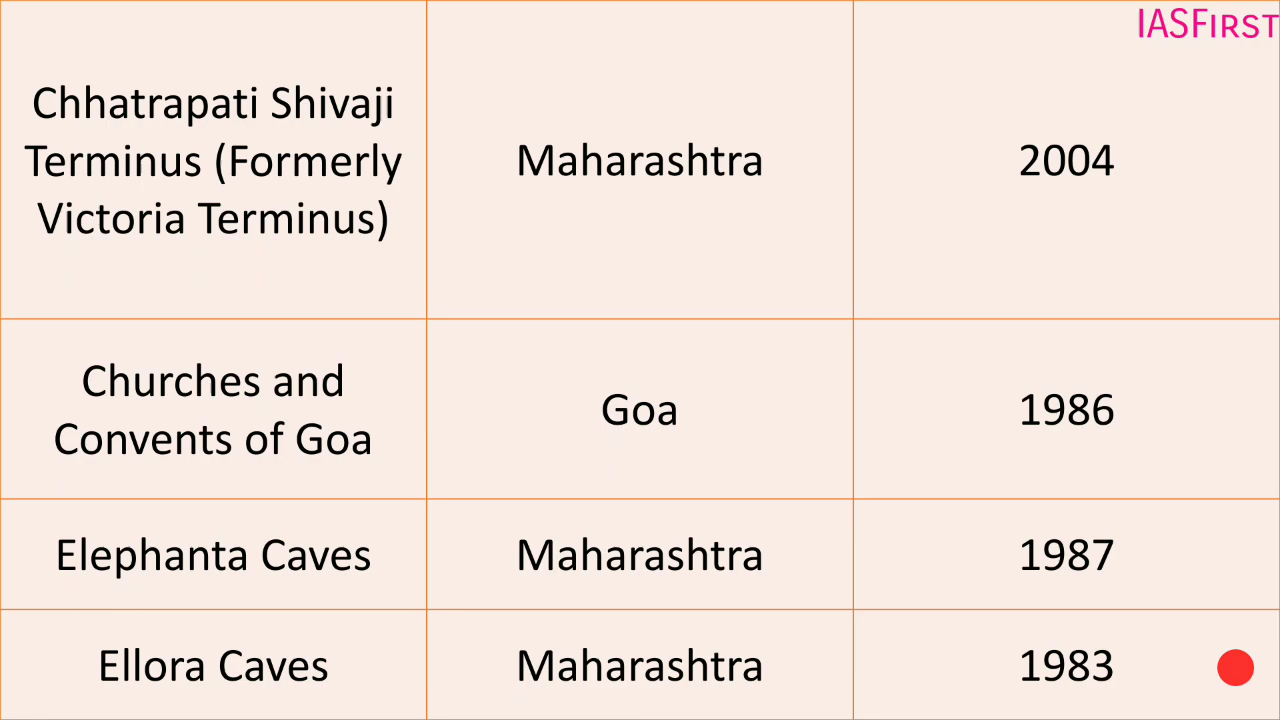 IASFIRST
Chhatrapati Shivaji
Terminus (Formerly
Victoria Terminus)
Maharashtra
2004
Churches and
Convents of Goa
Goa
1986
Elephanta Caves
Maharashtra
1987
Ellora Caves
Maharashtra
1983